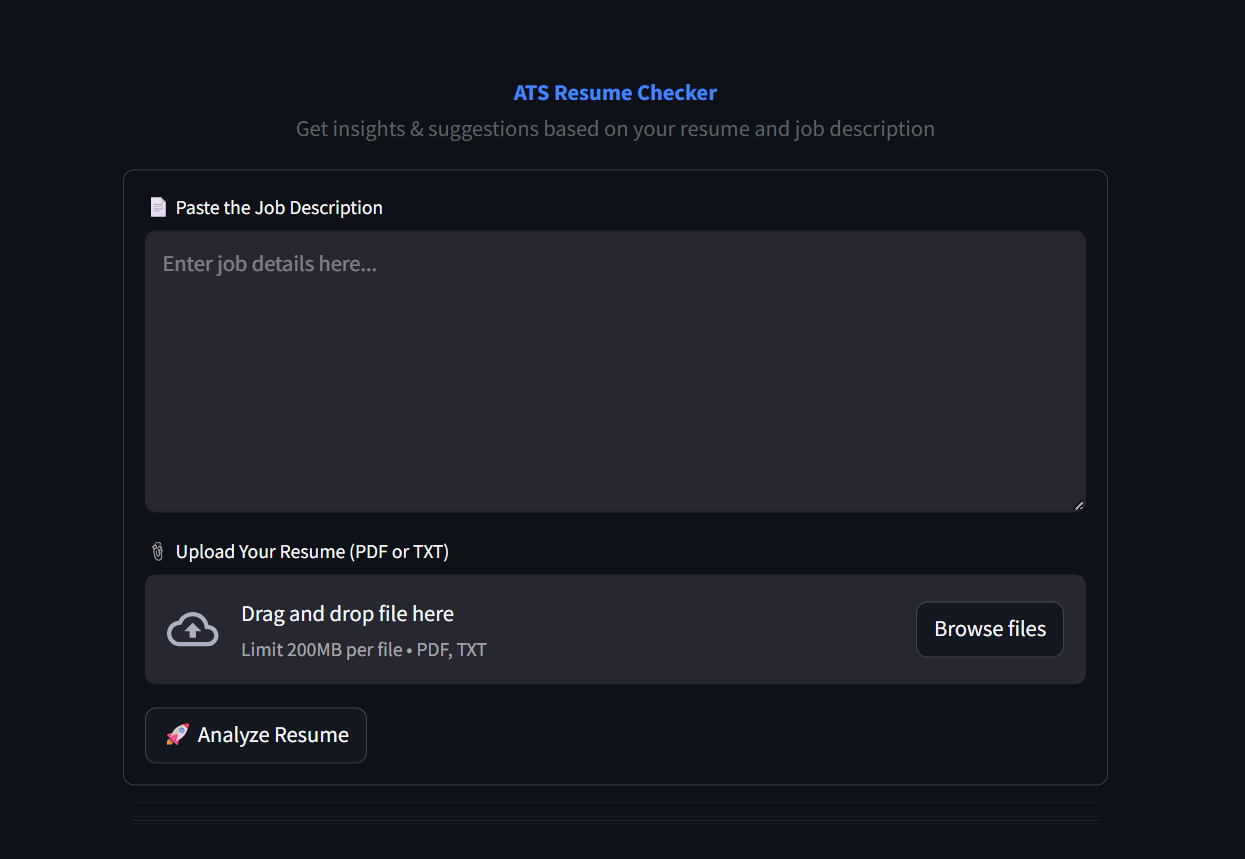 ATS Resume Checker
Get insights & suggestions based on your resume and job description
Paste the Job Description
Enter job details here...
Upload Your Resume (PDF or TXT)
Drag and drop file here
Limit 200MB per file • PDF, TXT
Browse files
🚀 Analyze Resume